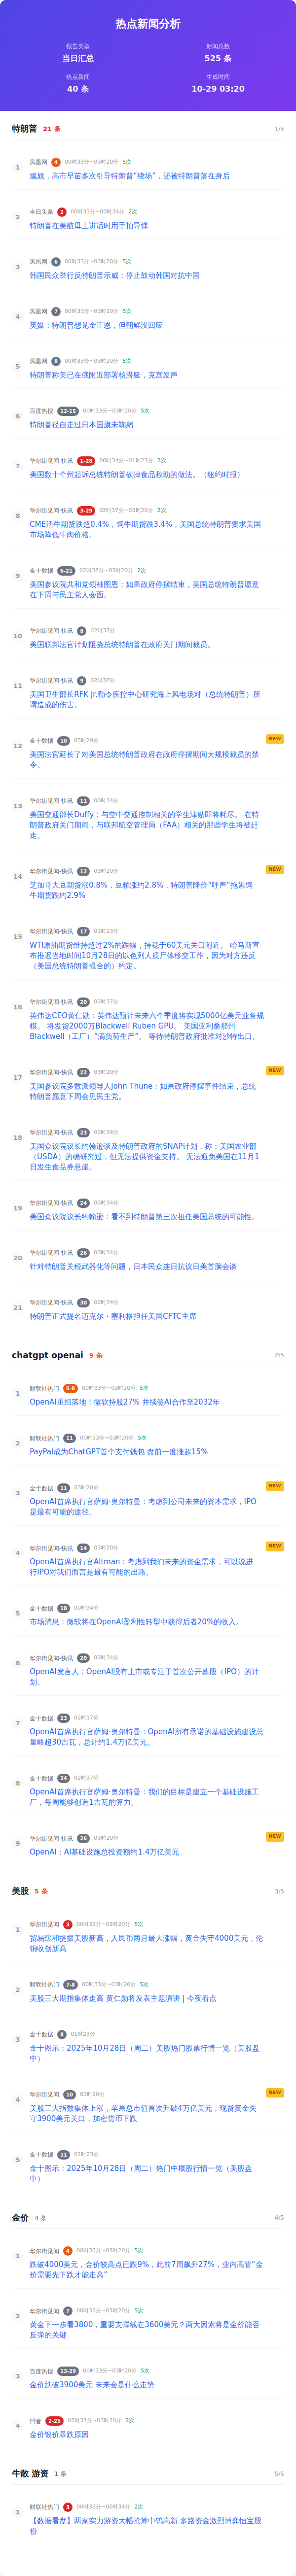 热点新闻分析
报告类型
当日汇总
新闻总数
525 条
热点新闻
40 条
生成时间
10-29 03:20
特朗普 21 条 1/5
1
凤凰网 4 00时33分~03时20分 5次
尴尬，高市早苗多次引导特朗普“绕场”，还被特朗普落在身后
2
今日头条 2 00时33分~00时34分 2次
特朗普在美航母上讲话时用手拍导弹
3
凤凰网 6 00时33分~03时20分 5次
韩国民众举行反特朗普示威：停止鼓动韩国对抗中国
4
凤凰网 7 00时33分~03时20分 5次
英媒：特朗普想见金正恩，但朝鲜没回应
5
凤凰网 8 00时33分~03时20分 5次
特朗普称美已在俄附近部署核潜艇，克宫发声
6
百度热搜 12-15 00时33分~03时20分 5次
特朗普径自走过日本国旗未鞠躬
7
华尔街见闻-快讯 1-28 00时34分~01时23分 2次
美国数十个州起诉总统特朗普砍掉食品救助的做法。（纽约时报）
8
华尔街见闻-快讯 3-29 02时37分~01时20分 2次
CME活牛期货跌超0.4%，饲牛期货跌3.4%，美国总统特朗普要求美国
市场降低牛肉价格。
9
金十数据 6-21 02时37分~03时20分 2次
美国参议院共和党领袖图恩：如果政府停摆结束，美国总统特朗普愿意
在下周与民主党人会面。
10
华尔街见闻-快讯 8 02时37分
美国联邦法官计划阻挠总统特朗普在政府关门期间裁员。
11
华尔街见闻-快讯 9 02时37分
美国卫生部长RFK Jr.勒令疾控中心研究海上风电场对（总统特朗普）所
谓造成的伤害。
12
金十数据 10 03时20分 NEW
美国法官延长了对美国总统特朗普政府在政府停摆期间大规模裁员的禁
令。
13
华尔街见闻-快讯 11 00时34分
美国交通部长Duffy：与空中交通控制相关的学生津贴即将耗尽。 在特
朗普政府关门期间，与联邦航空管理局（FAA）相关的那些学生将被赶
走。
14
华尔街见闻-快讯 12 03时20分 NEW
芝加哥大豆期货涨0.8%，豆粕涨约2.8%，特朗普降价“呼声”拖累饲
牛期货跌约2.9%
15
华尔街见闻-快讯 17 01时23分
WTI原油期货维持超过2%的跌幅，持稳于60美元关口附近。 哈马斯宣
布推迟当地时间10月28日的以色列人质尸体移交工作，因为对方违反
（美国总统特朗普撮合的）约定。
16
华尔街见闻-快讯 20 02时37分
英伟达CEO黄仁勋：英伟达预计未来六个季度将实现5000亿美元业务规
模。 将发货2000万Blackwell Ruben GPU。 美国亚利桑那州
Blackwell（工厂）“满负荷生产”。 等待特朗普政府批准对沙特出口。
17
华尔街见闻-快讯 22 03时20分 NEW
美国参议院多数派领导人John Thune：如果政府停摆事件结束，总统
特朗普愿意下周会见民主党。
18
华尔街见闻-快讯 23 00时34分
美国众议院议长约翰逊谈及特朗普政府的SNAP计划，称：美国农业部
（USDA）的确研究过，但无法提供资金支持。 无法避免美国在11月1
日发生食品券悬崖。
19
华尔街见闻-快讯 24 00时34分
美国众议院议长约翰逊：看不到特朗普第三次担任美国总统的可能性。
20
华尔街见闻-快讯 26 00时34分
针对特朗普关税武器化等问题，日本民众连日抗议日美首脑会谈
21
华尔街见闻-快讯 30 00时34分
特朗普正式提名迈克尔·塞利格担任美国CFTC主席
chatgpt openai 9 条 2/5
1
财联社热门 5-8 00时33分~03时20分 5次
OpenAI重组落地！微软持股27% 并续签AI合作至2032年
2
财联社热门 11 00时33分~03时20分 5次
PayPal成为ChatGPT首个支付钱包 盘前一度涨超15%
3
金十数据 11 03时20分 NEW
OpenAI首席执行官萨姆·奥尔特曼：考虑到公司未来的资本需求，IPO
是最有可能的途径。
4
华尔街见闻-快讯 14 03时20分 NEW
OpenAI首席执行官Altman：考虑到我们未来的资金需求，可以说进
行IPO对我们而言是最有可能的出路。
5
金十数据 18 00时34分
市场消息：微软将在OpenAI盈利性转型中获得后者20%的收入。
6
华尔街见闻-快讯 20 00时34分
OpenAI发言人：OpenAI没有上市或专注于首次公开募股（IPO）的计
划。
7
金十数据 23 02时37分
OpenAI首席执行官萨姆·奥尔特曼：OpenAI所有承诺的基础设施建设总
量略超30吉瓦，总计约1.4万亿美元。
8
金十数据 24 02时37分
OpenAI首席执行官萨姆·奥尔特曼：我们的目标是建立一个基础设施工
厂，每周能够创造1吉瓦的算力。
9
华尔街见闻-快讯 26 03时20分 NEW
OpenAI：AI基础设施总投资额约1.4万亿美元
美股 5 条 3/5
1
华尔街见闻 3 00时33分~03时20分 5次
贸易缓和提振美股新高，人民币两月最大涨幅，黄金失守4000美元，伦
铜收创新高
2
财联社热门 7-8 00时33分~03时20分 5次
美股三大期指集体走高 黄仁勋将发表主题演讲 | 今夜看点
3
金十数据 8 01时23分
金十图示：2025年10月28日（周二）美股热门股票行情一览（美股盘
中）
4
华尔街见闻 10 03时20分 NEW
美股三大指数集体上涨，苹果总市值首次升破4万亿美元，现货黄金失
守3900美元关口，加密货币下跌
5
金十数据 11 01时23分
金十图示：2025年10月28日（周二）热门中概股行情一览（美股盘
中）
金价 4 条 4/5
1
华尔街见闻 4 00时33分~03时20分 5次
跌破4000美元，金价较高点已跌9%，此前7周飙升27%，业内高管“金
价需要先下跌才能走高”
2
华尔街见闻 7 00时33分~03时20分 5次
黄金下一步看3800，重要支撑线在3600美元？两大因素将是金价能否
反弹的关键
3
百度热搜 13-29 00时33分~03时20分 5次
金价跌破3900美元 未来会是什么走势
4
抖音 2-25 02时37分~03时20分 2次
金价银价暴跌原因
牛散 游资 1 条 5/5
1
财联社热门 3 00时33分~00时34分 2次
【数据看盘】两家实力游资大幅抢筹中钨高新 多路资金激烈博弈恒宝股
份